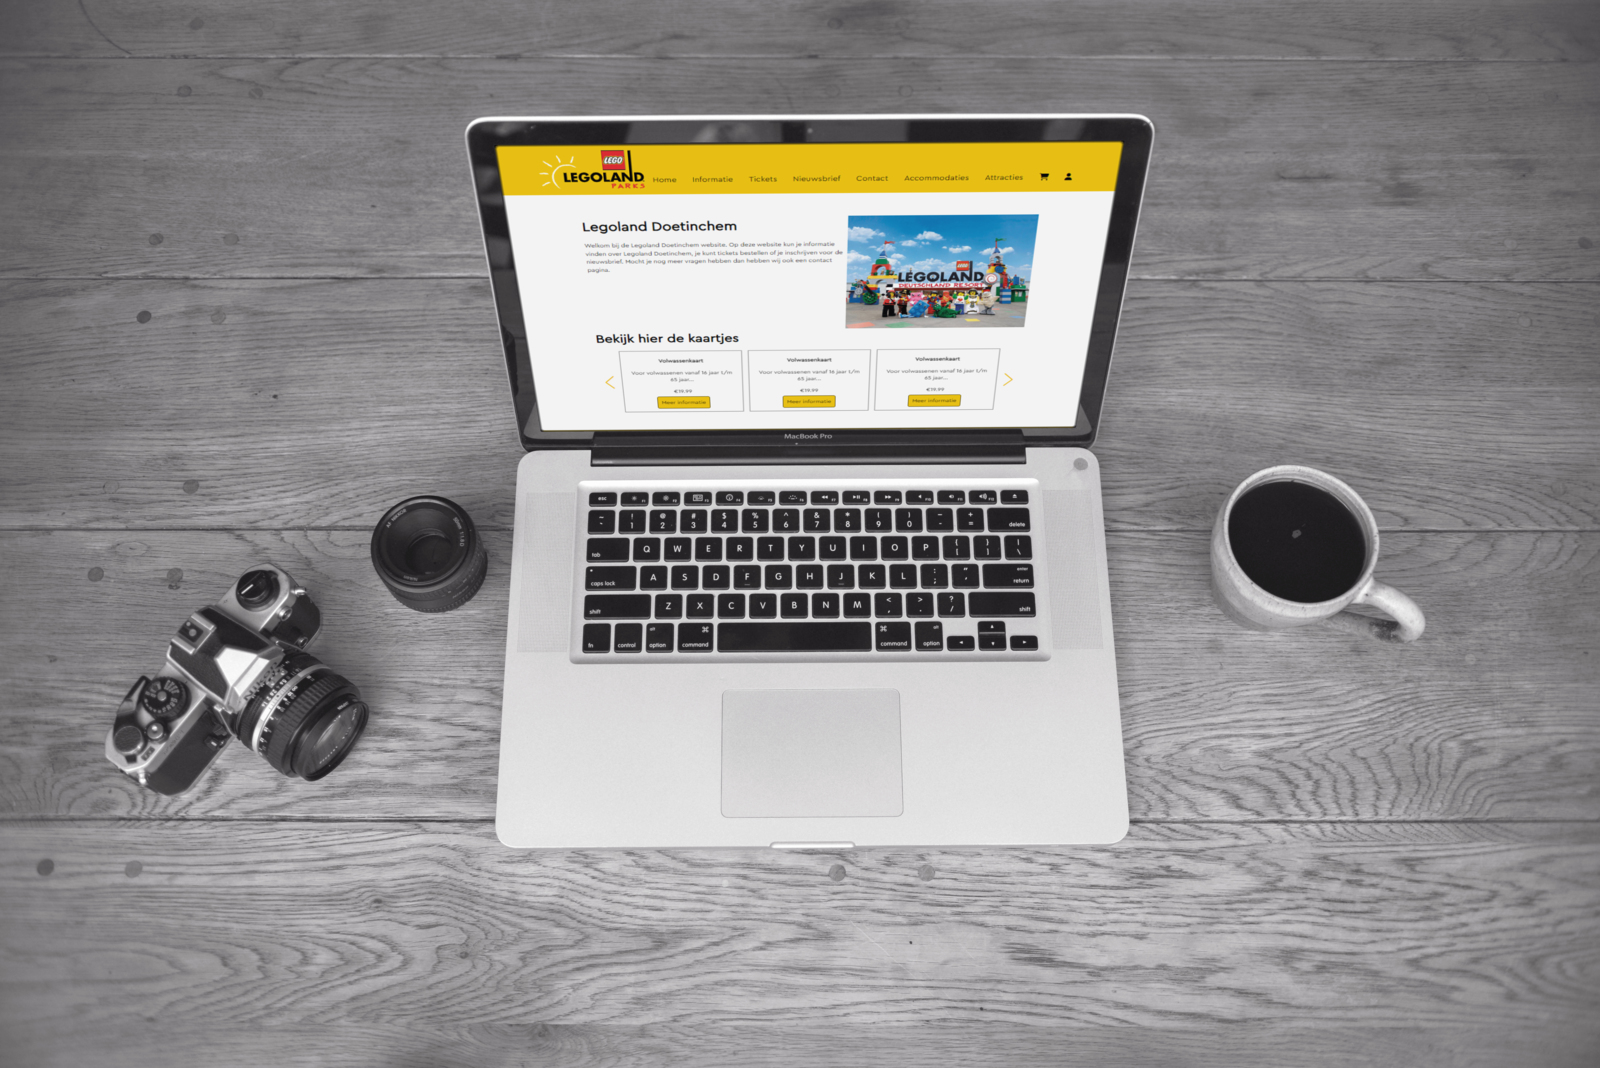 LEGO
LEGOLAND
PARKS
Home Informatie Tickets Nieuwsbrief Contact Accommodaties Attracties
Legoland Doetinchem
Welkom bij de Legoland Doetinchem website. Op deze website kun je informatie
vinden over Legoland Doetinchem, je kunt tickets bestellen of je inschrijven voor de
nieuwsbrief. Mocht je nog meer vragen hebben dan hebben wij ook een contact
pagina.
LEGO
LEGOLAND
DEUTSCHLAND RESORT
Bekijk hier de kaartjes
Volwassenkaart Volwassenkaart Volwassenkaart
Voor volwassenen vanaf 16 jaar t/m Voor volwassenen vanaf 16 jaar t/m Voor volwassenen vanaf 16 jaar t/m
65 jaar... 65 jaar... 65 jaar...
€19.99 €19.99 €19.99
Meer informatie Meer informatie Meer informatie
MacBook Pro
esc
! @ # $ % ^ & * ( ) _ +
1 2 3 4 5 6 7 8 9 0 - = delete
tab Q W E R T Y U I O P { [ } ] | \
caps lock A S D F G H J K L : ; " ' enter return
shift Z X C V B N M < , > . ? / shift
fn control alt option ⌘ command ⌘ command alt option